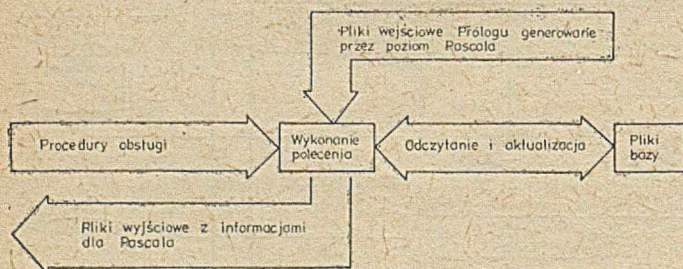 Pliki wejściowe Prologu generowane
przez poziom Pascala
Procedury obsługi
Wykonanie
polecenia
Odczytanie i aktualizacja
Pliki
bazy
Pliki wyjściowe z informacjami
dla Pascala